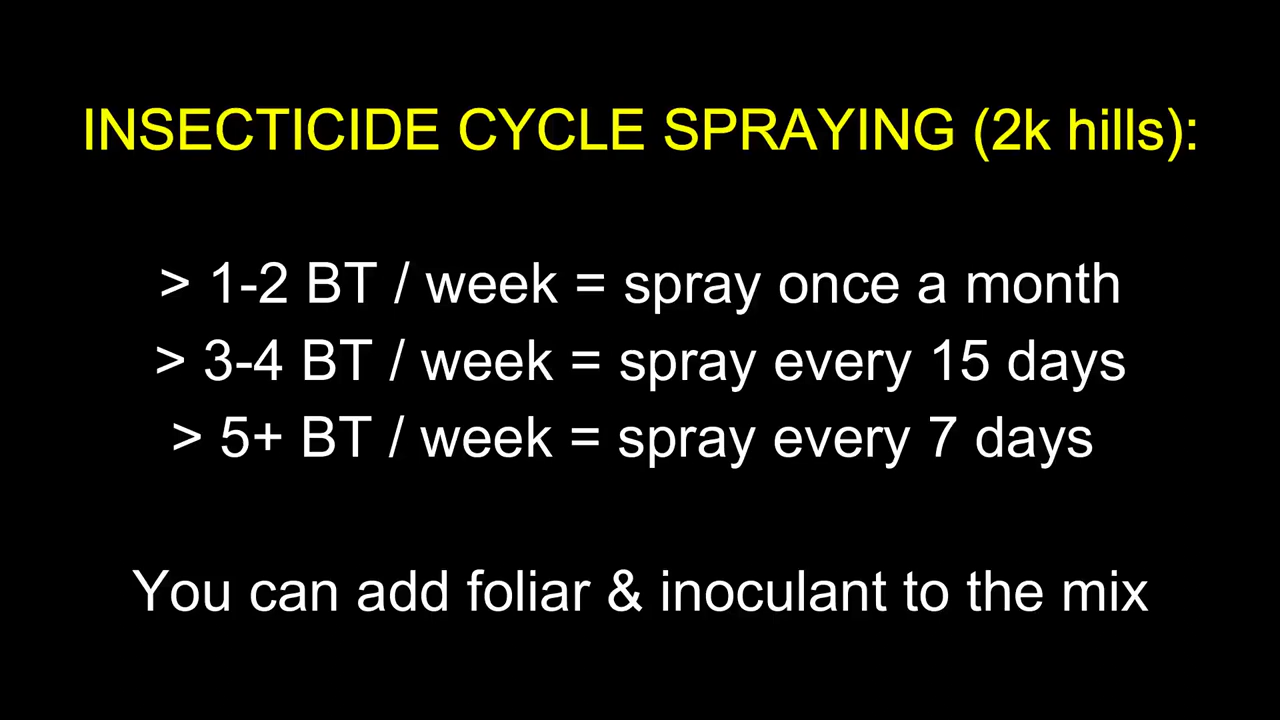 INSECTICIDE CYCLE SPRAYING (2k hills):
> 1-2 BT / week = spray once a month
> 3-4 BT / week = spray every 15 days
> 5+ BT / week = spray every 7 days
You can add foliar & inoculant to the mix